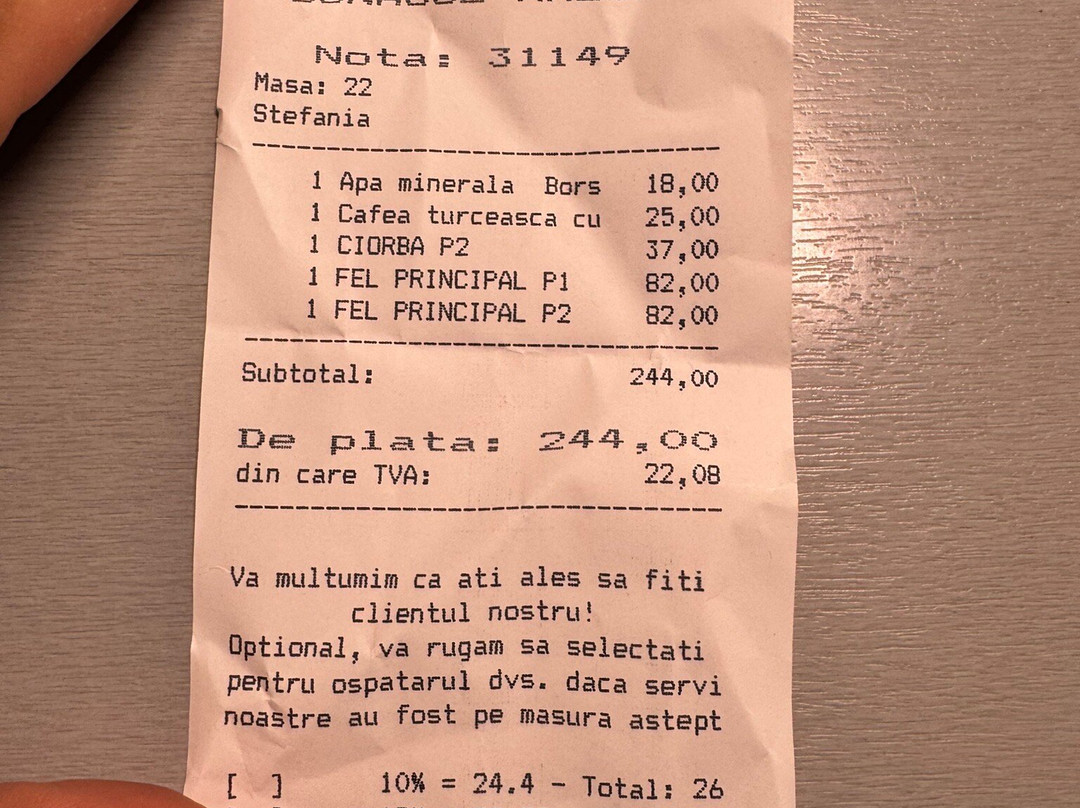 Nota: 31149
Masa: 22
Stefania
1 Apa minerala Bors 18,00
1 Cafea turceasca cu 25,00
1 CIORBA P2 37,00
1 FEL PRINCIPAL P1 82,00
1 FEL PRINCIPAL P2 82,00
Subtotal: 244,00
De plata: 244,00
din care TVA: 22,08
Va multumim ca ati ales sa fiti
clientul nostru!
Optional, va rugam sa selectati
pentru ospatarul dvs. daca servi
noastre au fost pe masura astept
[ ] 10% = 24.4 - Total: 26